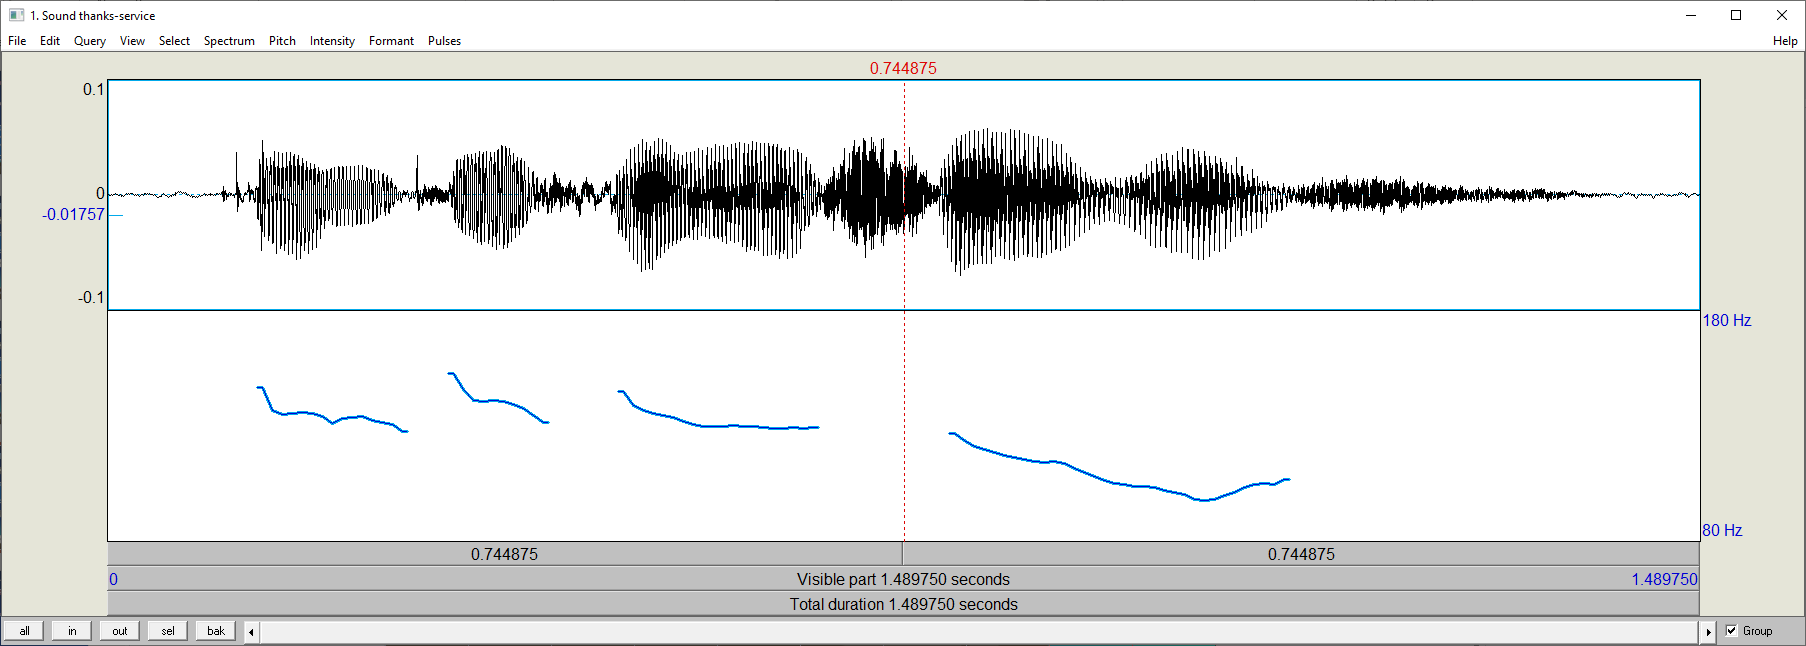 1. Sound thanks-service
File Edit Query View Select Spectrum Pitch Intensity Formant Pulses Help
0.744875
0.1
0
-0.01757
-0.1
180 Hz
80 Hz
0.744875 0.744875
0 Visible part 1.489750 seconds 1.489750
Total duration 1.489750 seconds
all in out sel bak Group